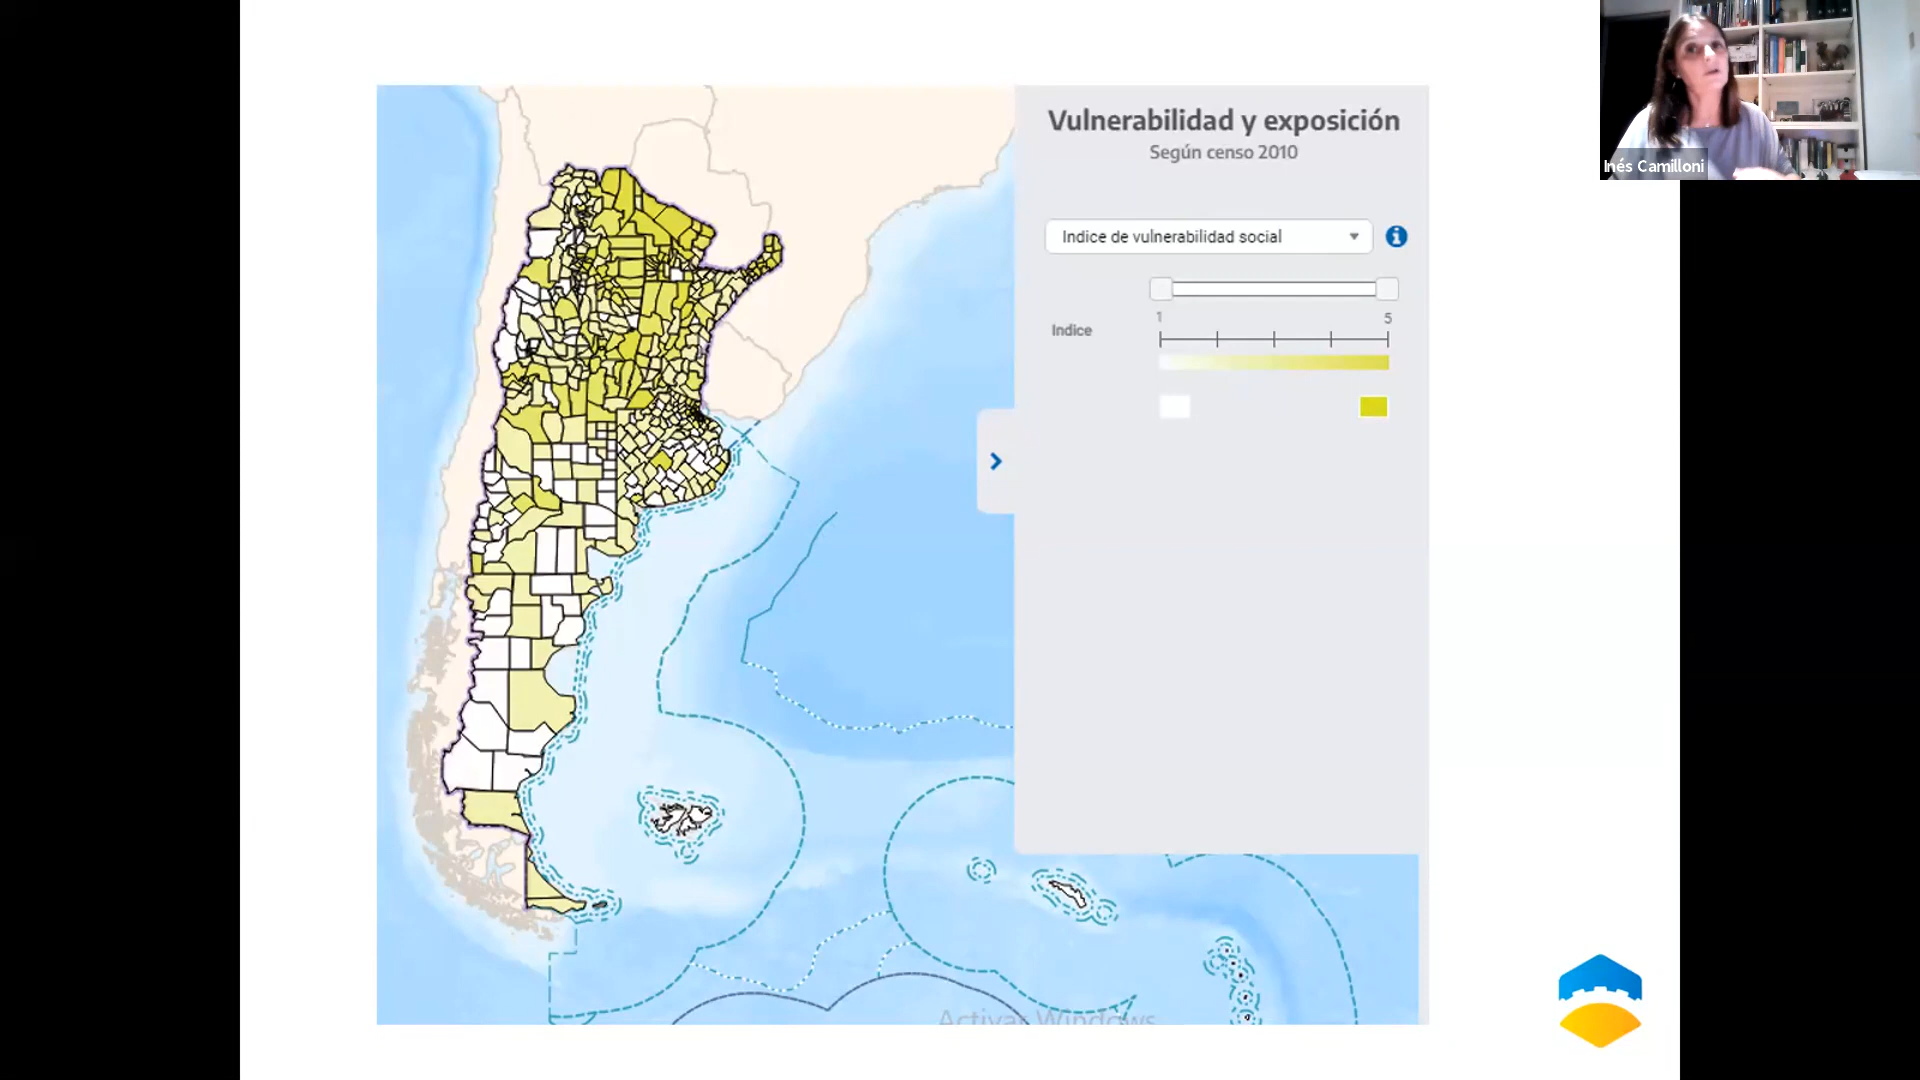 Vulnerabilidad y exposición
Según censo 2010
Indice de vulnerabilidad social
1 5
Indice
Inés Camilloni
Activar Windows